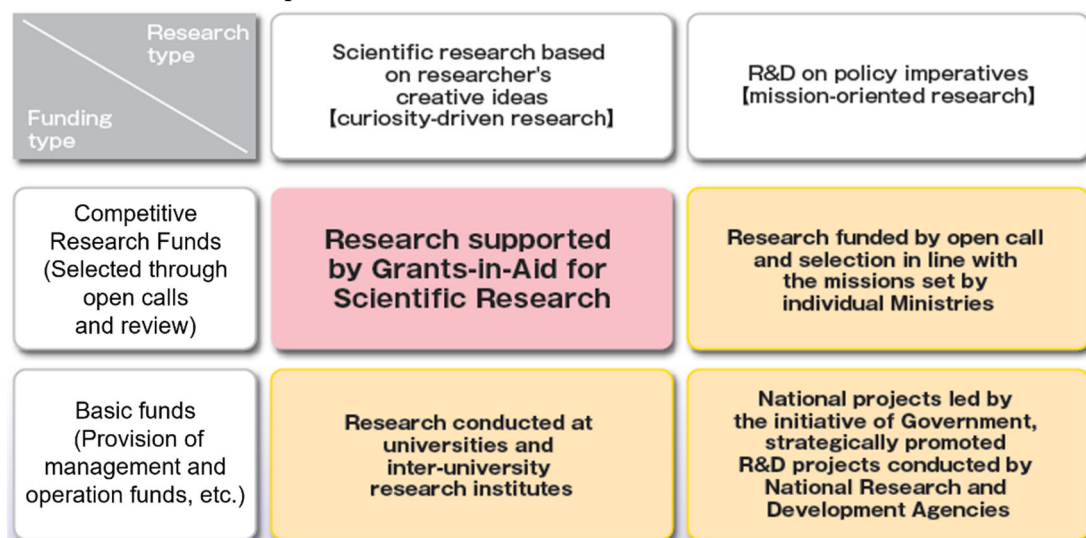 Research
type
Funding
type
Scientific research based
on researcher's
creative ideas
【curiosity-driven research】
R&D on policy imperatives
【mission-oriented research】
Competitive
Research Funds
(Selected through
open calls
and review)
Research supported
by Grants-in-Aid for
Scientific Research
Research funded by open call
and selection in line with
the missions set by
individual Ministries
Basic funds
(Provision of
management and
operation funds, etc.)
Research conducted at
universities and
inter-university
research institutes
National projects led by
the initiative of Government,
strategically promoted
R&D projects conducted by
National Research and
Development Agencies